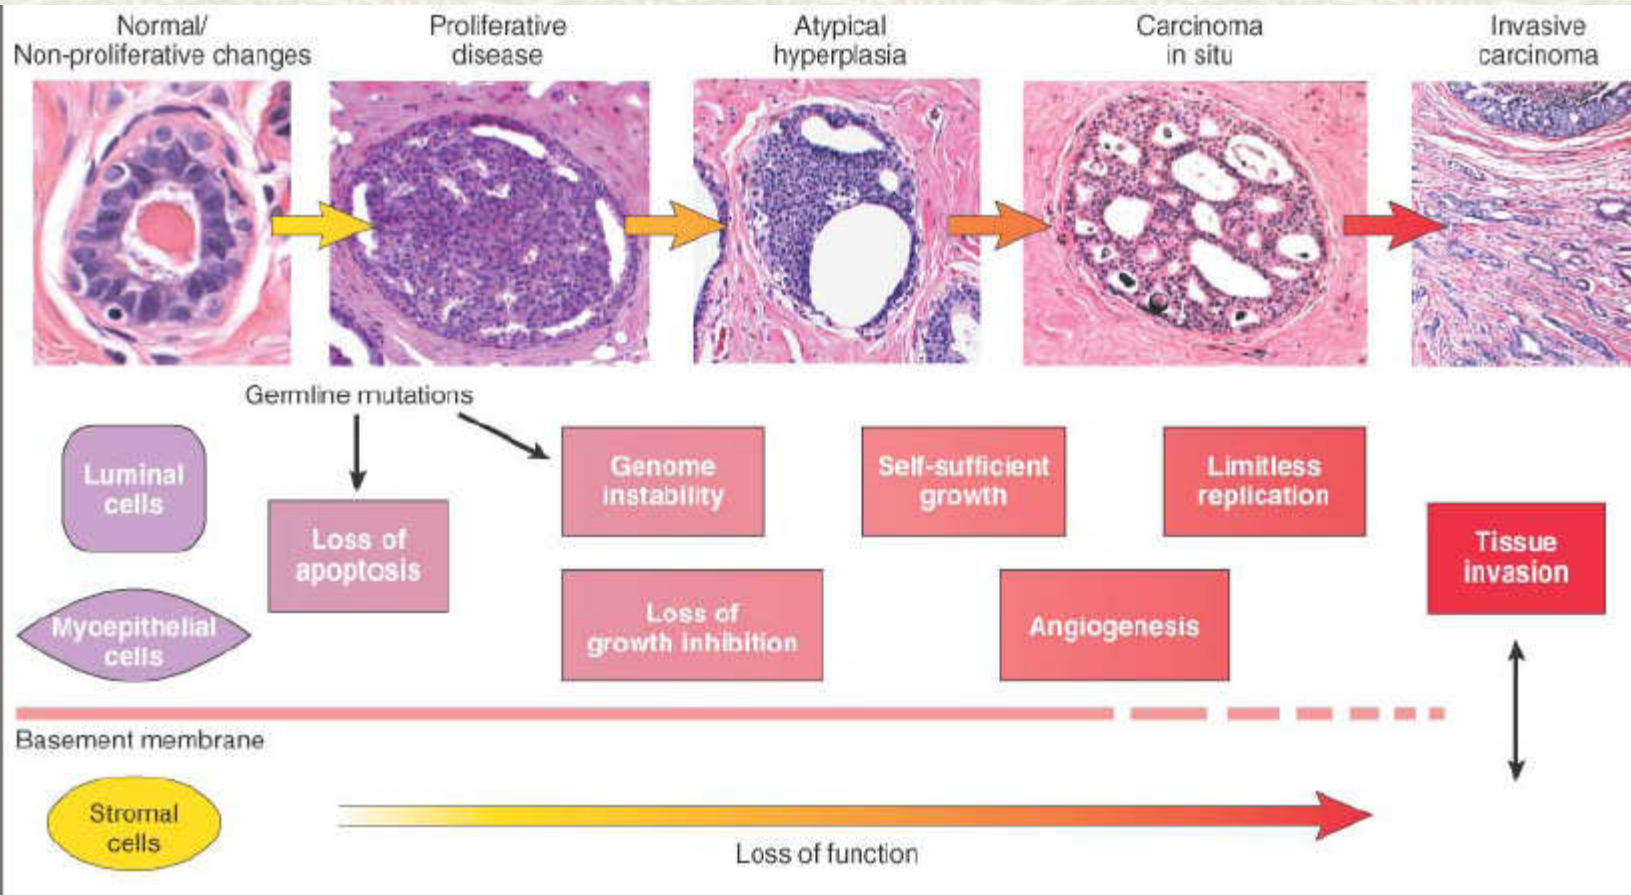 Normal/
Non-proliferative changes
Proliferative
disease
Atypical
hyperplasia
Carcinoma
in situ
Invasive
carcinoma
Germline mutations
Luminal
cells
Loss of
apoptosis
Genome
instability
Self-sufficient
growth
Limitless
replication
Tissue
invasion
Myoepithelial
cells
Loss of
growth inhibition
Angiogenesis
Basement membrane
Stromal
cells
Loss of function